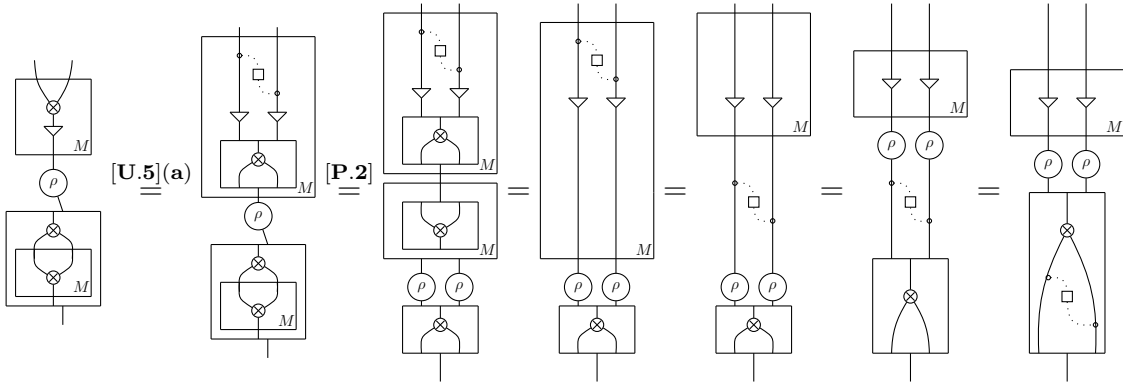 [U.5](a) = [P.2] = = = = =
M M M M M M M M M M
ρ ρ ρ ρ ρ ρ ρ ρ ρ ρ ρ ρ
M M